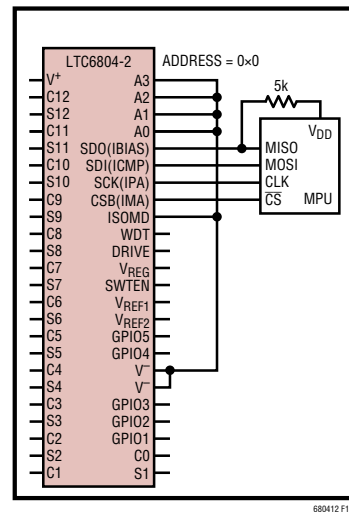 LTC6804-2
ADDRESS = 0×0
V+
C12
S12
C11
S11
C10
S10
C9
S9
C8
S8
C7
S7
C6
S6
C5
S5
C4
S4
C3
S3
C2
S2
C1
A3
A2
A1
A0
SDO(IBIAS)
SDI(ICMP)
SCK(IPA)
CSB(IMA)
ISOMD
WDT
DRIVE
VREG
SWTEN
VREF1
VREF2
GPIO5
GPIO4
V–
V–
GPIO3
GPIO2
GPIO1
C0
S1
5k
VDD
MISO
MOSI
CLK
CS MPU